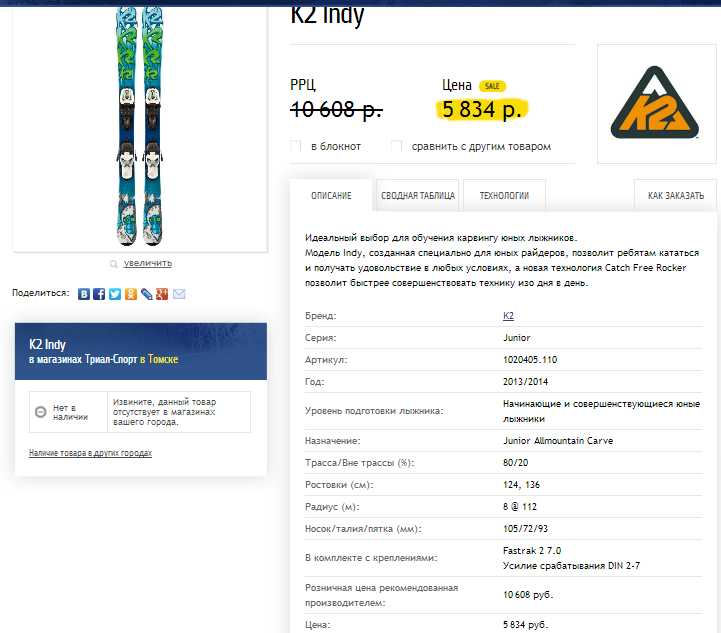 K2 Indy
РРЦ
Цена SALE
10 608 р.
5 834 р.
в блокнот
сравнить с другим товаром
K2
ОПИСАНИЕ
СВОДНАЯ ТАБЛИЦА
ТЕХНОЛОГИИ
КАК ЗАКАЗАТЬ
Идеальный выбор для обучения карвингу юных лыжников.
Модель Indy, созданная специально для юных райдеров, позволит ребятам кататься
и получать удовольствие в любых условиях, а новая технология Catch Free Rocker
позволит быстрее совершенствовать технику изо дня в день.
увеличить
Поделиться:
K2 Indy
в магазинах Триал-Спорт в Томске
Нет в
наличии
Извините, данный товар
отсутствует в магазинах
вашего города.
Наличие товара в других городах
Бренд: K2
Серия: Junior
Артикул: 1020405.110
Год: 2013/2014
Уровень подготовки лыжника: Начинающие и совершенствующиеся юные
лыжники
Назначение: Junior Allmountain Carve
Трасса/Вне трассы (%): 80/20
Ростовки (см): 124, 136
Радиус (м): 8 @ 112
Носок/талия/пятка (мм): 105/72/93
В комплекте с креплениями: Fastrak 2 7.0
Усилие срабатывания DIN 2-7
Розничная цена рекомендованная
производителем: 10 608 руб.
Цена: 5 834 руб.